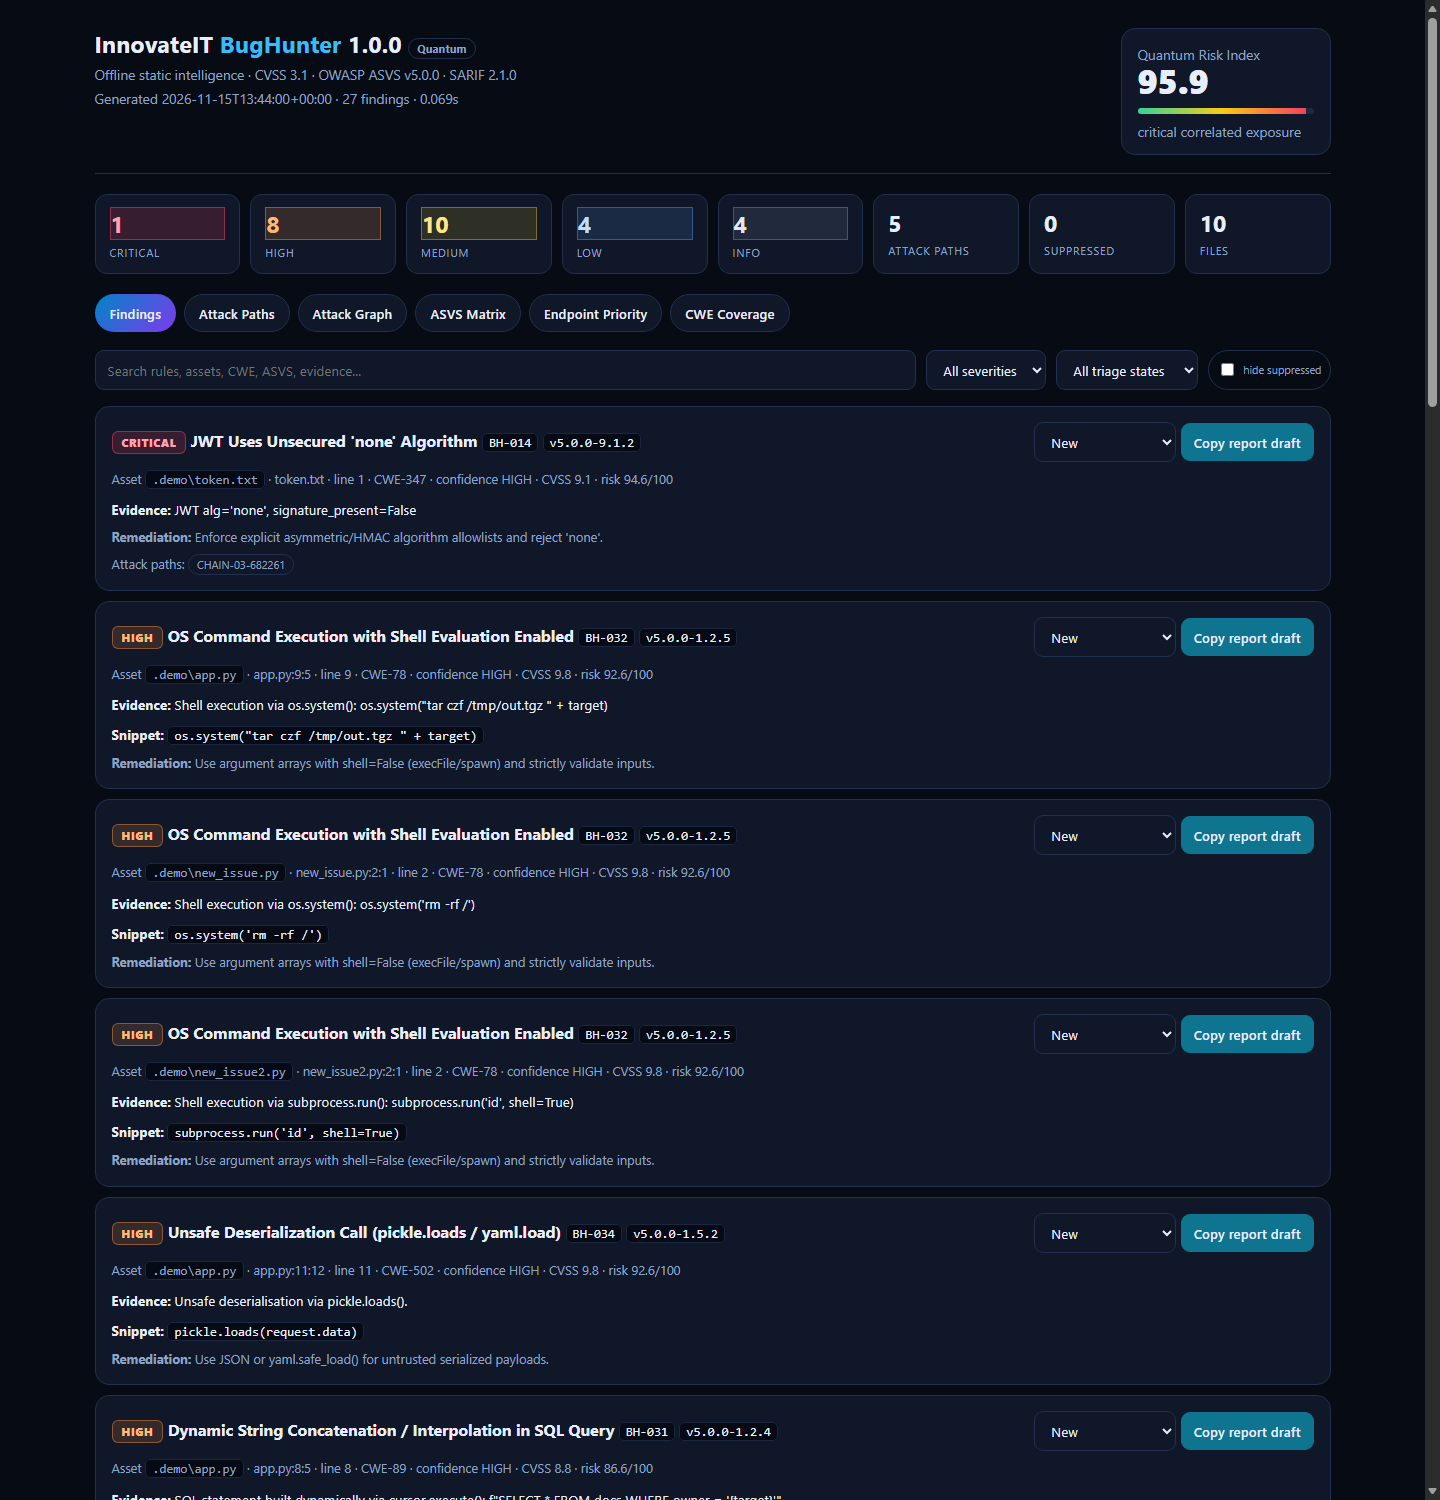 InnovateIT BugHunter 1.0.0 Quantum
Offline static intelligence · CVSS 3.1 · OWASP ASVS v5.0.0 · SARIF 2.1.0
Generated 2026-11-15T13:44:00+00:00 · 27 findings · 0.069s
Quantum Risk Index
95.9
critical correlated exposure
1
CRITICAL
8
HIGH
10
MEDIUM
4
LOW
4
INFO
5
ATTACK PATHS
0
SUPPRESSED
10
FILES
Findings
Attack Paths
Attack Graph
ASVS Matrix
Endpoint Priority
CWE Coverage
Search rules, assets, CWE, ASVS, evidence...
All severities
All triage states
hide suppressed
CRITICAL JWT Uses Unsecured 'none' Algorithm BH-014 v5.0.0-9.1.2
New
Copy report draft
Asset .demo\token.txt · token.txt · line 1 · CWE-347 · confidence HIGH · CVSS 9.1 · risk 94.6/100
Evidence: JWT alg='none', signature_present=False
Remediation: Enforce explicit asymmetric/HMAC algorithm allowlists and reject 'none'.
Attack paths: CHAIN-03-682261
HIGH OS Command Execution with Shell Evaluation Enabled BH-032 v5.0.0-1.2.5
New
Copy report draft
Asset .demo\app.py · app.py:9:5 · line 9 · CWE-78 · confidence HIGH · CVSS 9.8 · risk 92.6/100
Evidence: Shell execution via os.system(): os.system("tar czf /tmp/out.tgz " + target)
Snippet: os.system("tar czf /tmp/out.tgz " + target)
Remediation: Use argument arrays with shell=False (execFile/spawn) and strictly validate inputs.
HIGH OS Command Execution with Shell Evaluation Enabled BH-032 v5.0.0-1.2.5
New
Copy report draft
Asset .demo\new_issue.py · new_issue.py:2:1 · line 2 · CWE-78 · confidence HIGH · CVSS 9.8 · risk 92.6/100
Evidence: Shell execution via os.system(): os.system('rm -rf /')
Snippet: os.system('rm -rf /')
Remediation: Use argument arrays with shell=False (execFile/spawn) and strictly validate inputs.
HIGH OS Command Execution with Shell Evaluation Enabled BH-032 v5.0.0-1.2.5
New
Copy report draft
Asset .demo\new_issue2.py · new_issue2.py:2:1 · line 2 · CWE-78 · confidence HIGH · CVSS 9.8 · risk 92.6/100
Evidence: Shell execution via subprocess.run(): subprocess.run('id', shell=True)
Snippet: subprocess.run('id', shell=True)
Remediation: Use argument arrays with shell=False (execFile/spawn) and strictly validate inputs.
HIGH Unsafe Deserialization Call (pickle.loads / yaml.load) BH-034 v5.0.0-1.5.2
New
Copy report draft
Asset .demo\app.py · app.py:11:12 · line 11 · CWE-502 · confidence HIGH · CVSS 9.8 · risk 92.6/100
Evidence: Unsafe deserialisation via pickle.loads().
Snippet: pickle.loads(request.data)
Remediation: Use JSON or yaml.safe_load() for untrusted serialized payloads.
HIGH Dynamic String Concatenation / Interpolation in SQL Query BH-031 v5.0.0-1.2.4
New
Copy report draft
Asset .demo\app.py · app.py:8:5 · line 8 · CWE-89 · confidence HIGH · CVSS 8.8 · risk 86.6/100
Evidence: SQL statement built dynamically via cursor.execute(): f"SELECT * FROM docs WHERE owner = '{target}'"